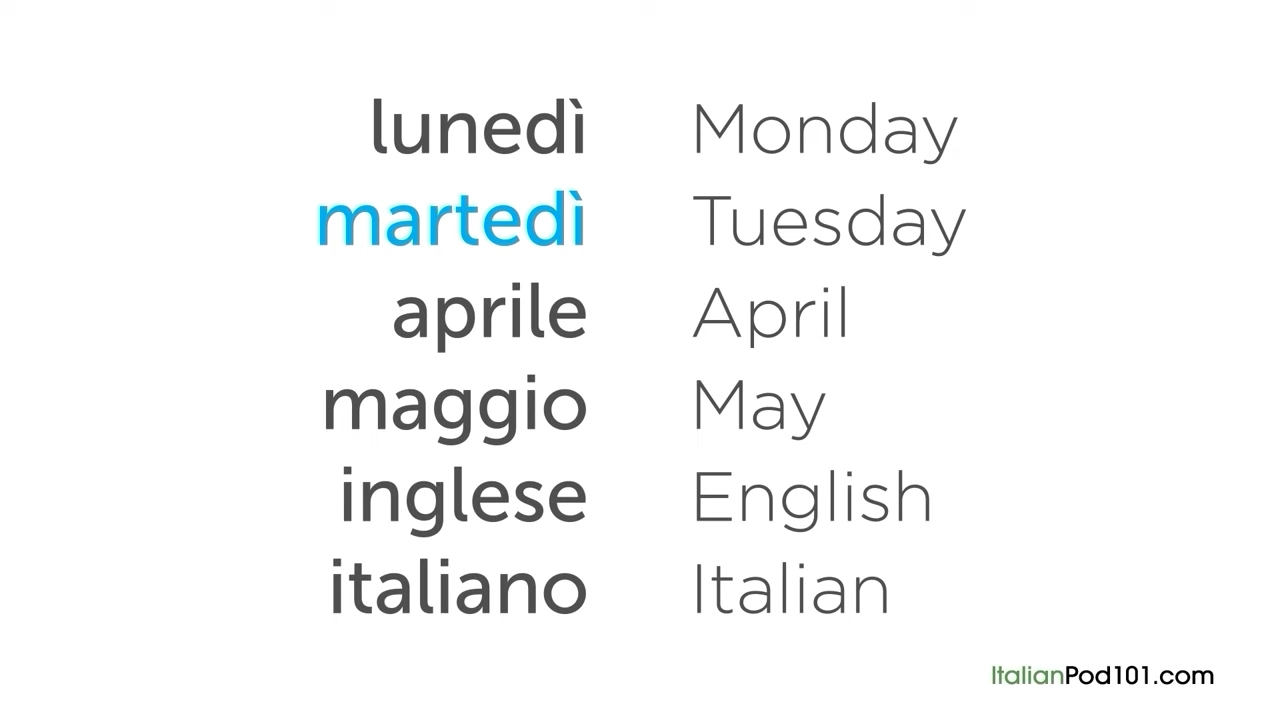 lunedì Monday
martedì Tuesday
aprile April
maggio May
inglese English
italiano Italian
ItalianPod101.com